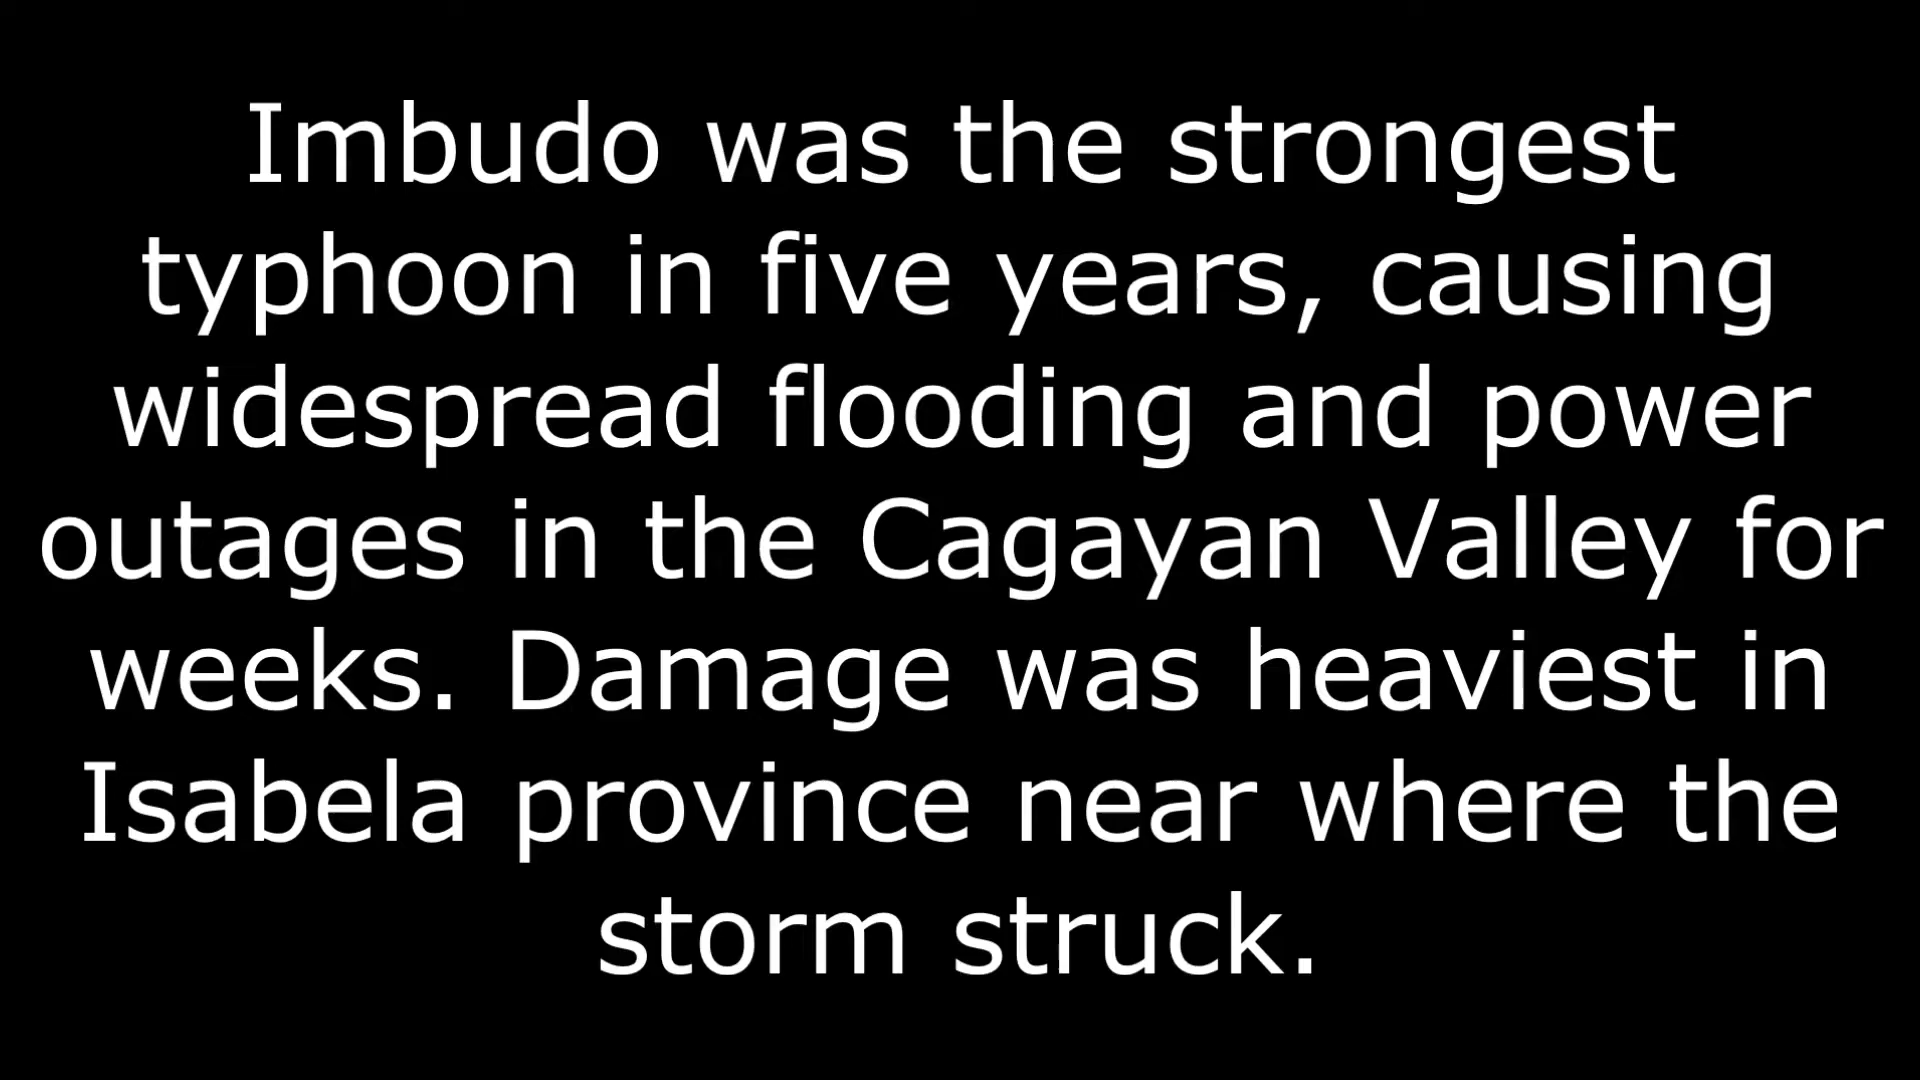 Imbudo was the strongest
typhoon in five years, causing
widespread flooding and power
outages in the Cagayan Valley for
weeks. Damage was heaviest in
Isabela province near where the
storm struck.